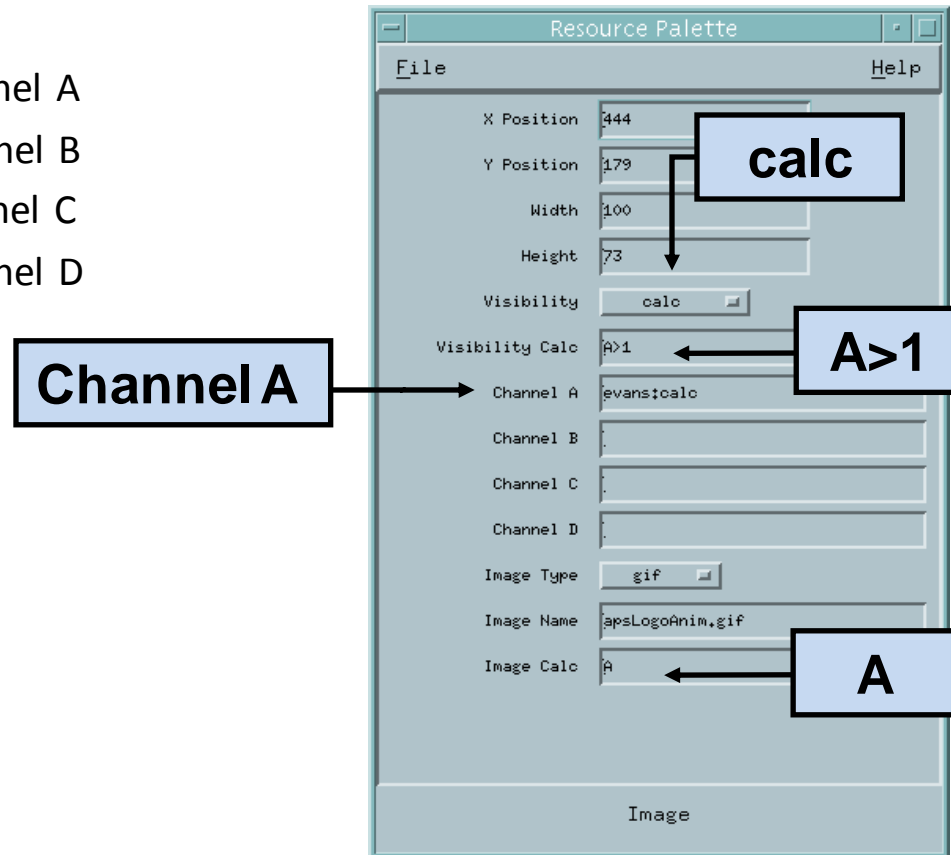 nel A
nel B
nel C
nel D
Channel A
Resource Palette
File Help
X Position 444
Y Position 179
calc
Width 100
Height 73
Visibility calc
Visibility Calc A>1
A>1
Channel A evans:calc
Channel B
Channel C
Channel D
Image Type gif
Image Name apsLogoAnim.gif
Image Calc A
A
Image